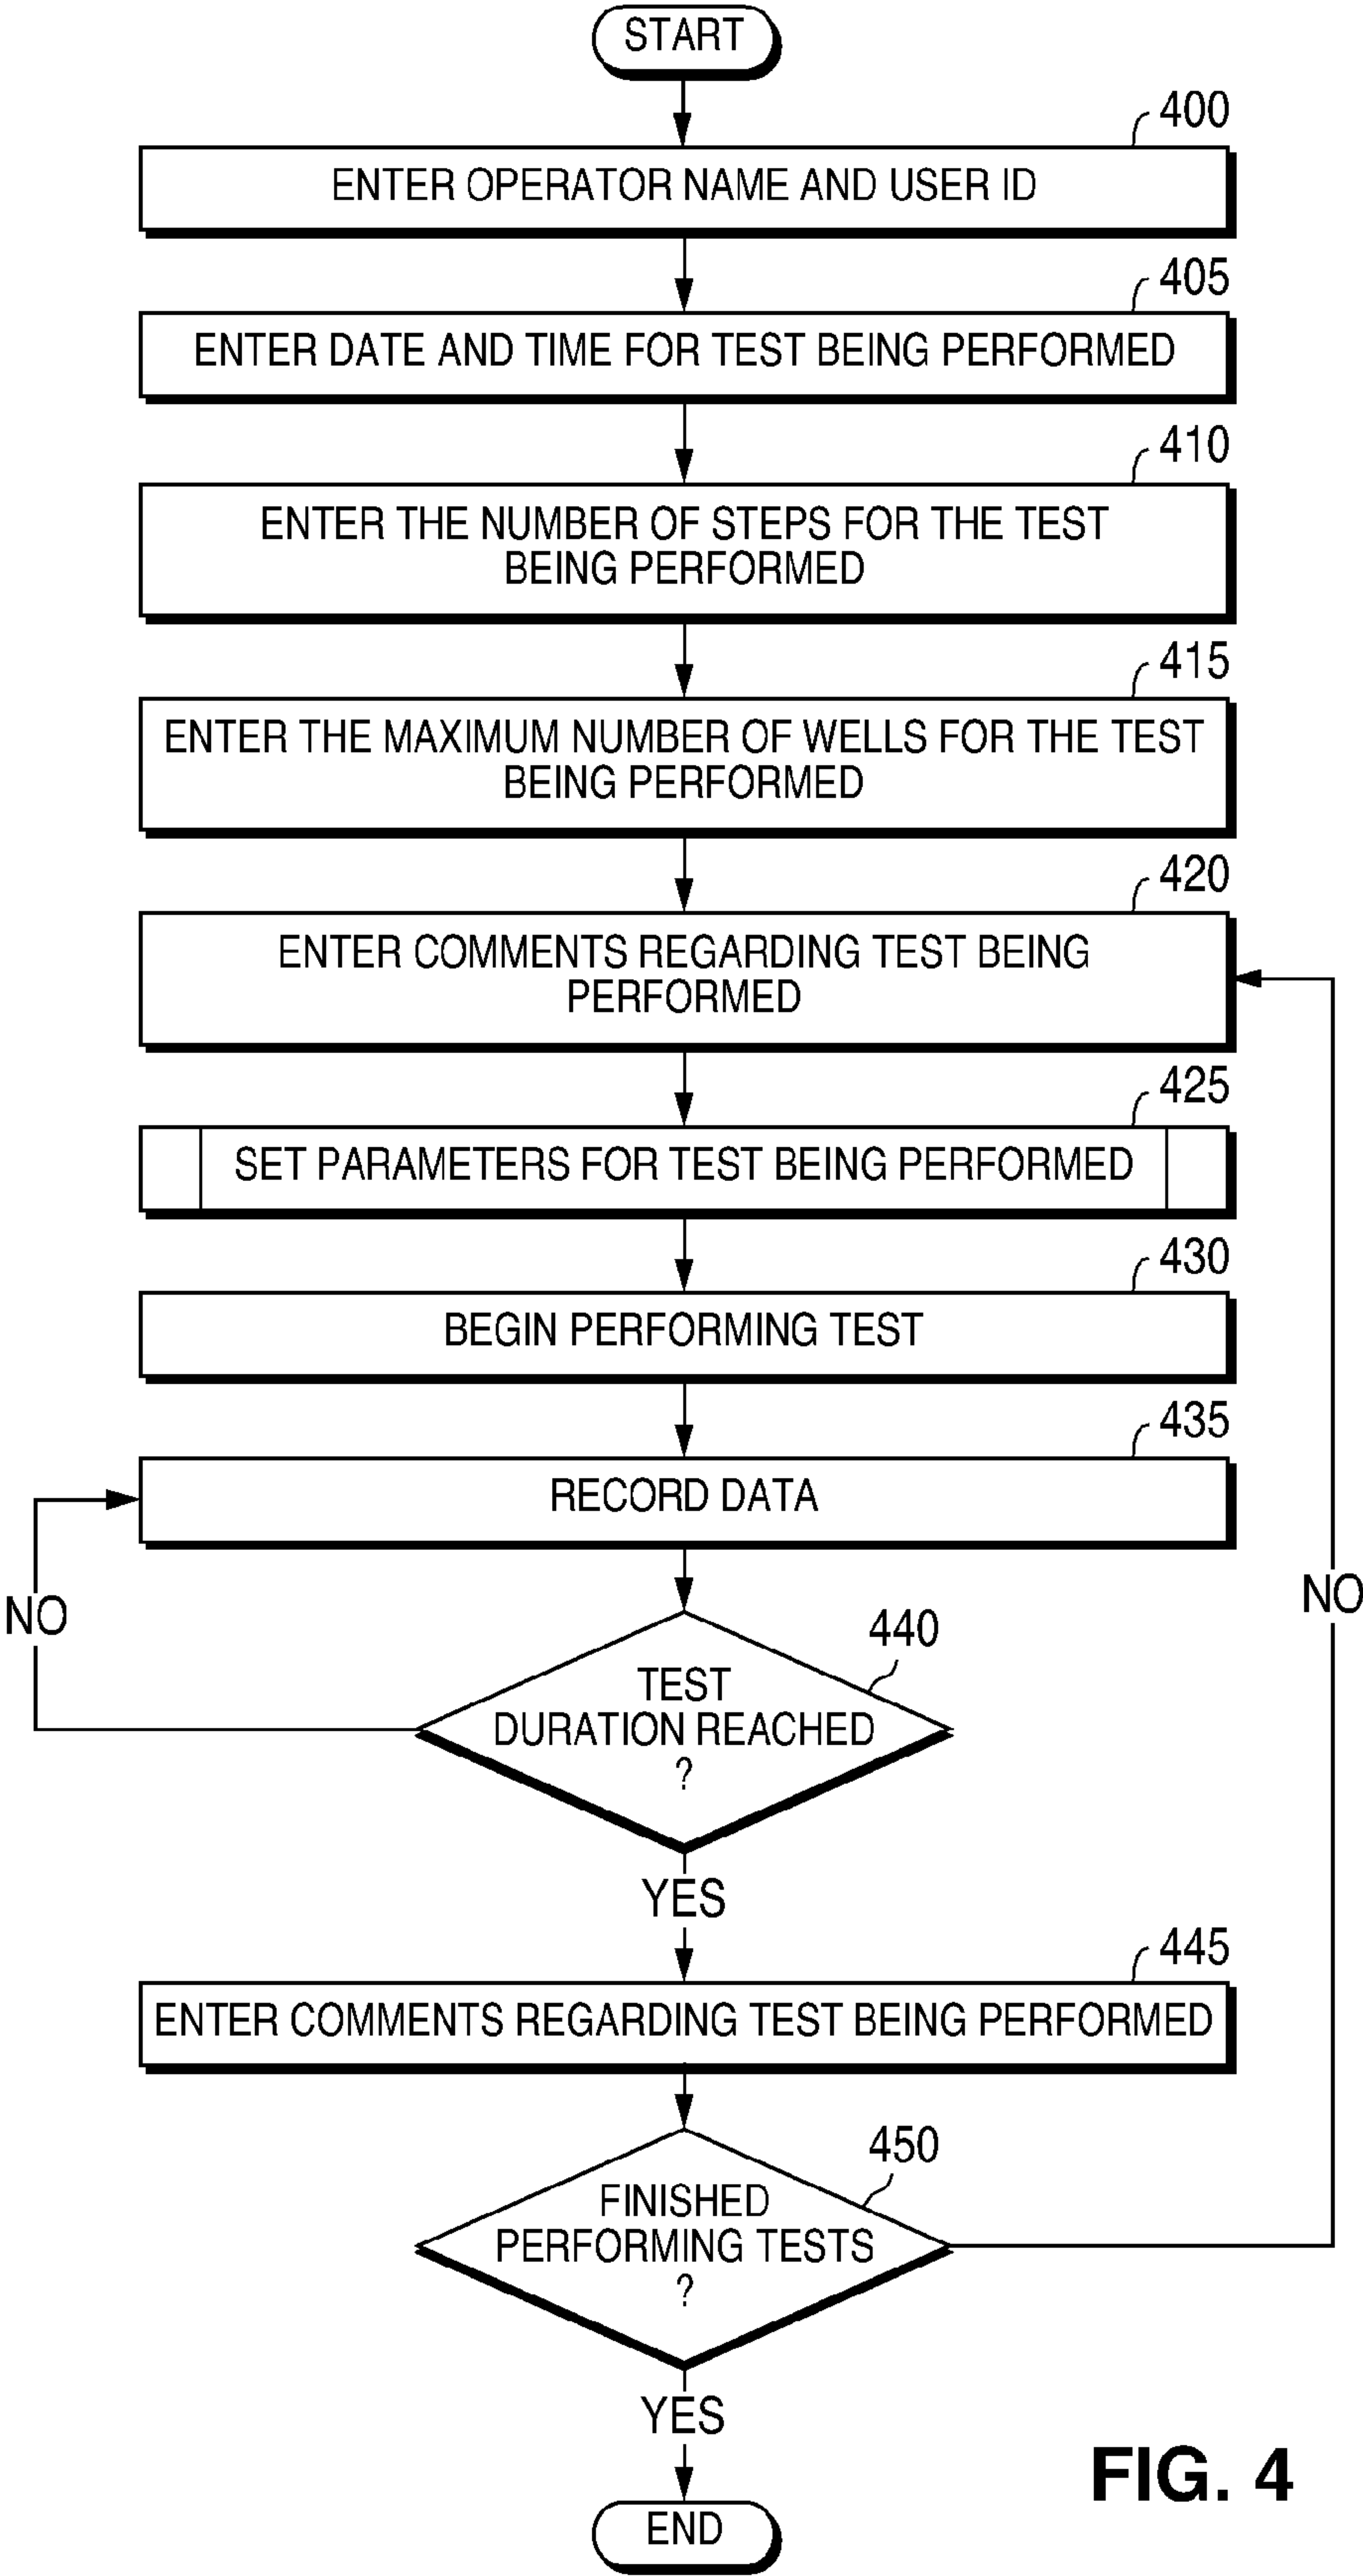 START
400
ENTER OPERATOR NAME AND USER ID
405
ENTER DATE AND TIME FOR TEST BEING PERFORMED
410
ENTER THE NUMBER OF STEPS FOR THE TEST
BEING PERFORMED
415
ENTER THE MAXIMUM NUMBER OF WELLS FOR THE TEST
BEING PERFORMED
420
ENTER COMMENTS REGARDING TEST BEING
PERFORMED
425
SET PARAMETERS FOR TEST BEING PERFORMED
430
BEGIN PERFORMING TEST
435
RECORD DATA
NO
NO
440
TEST
DURATION REACHED
?
YES
445
ENTER COMMENTS REGARDING TEST BEING PERFORMED
450
FINISHED
PERFORMING TESTS
?
YES
END
FIG. 4